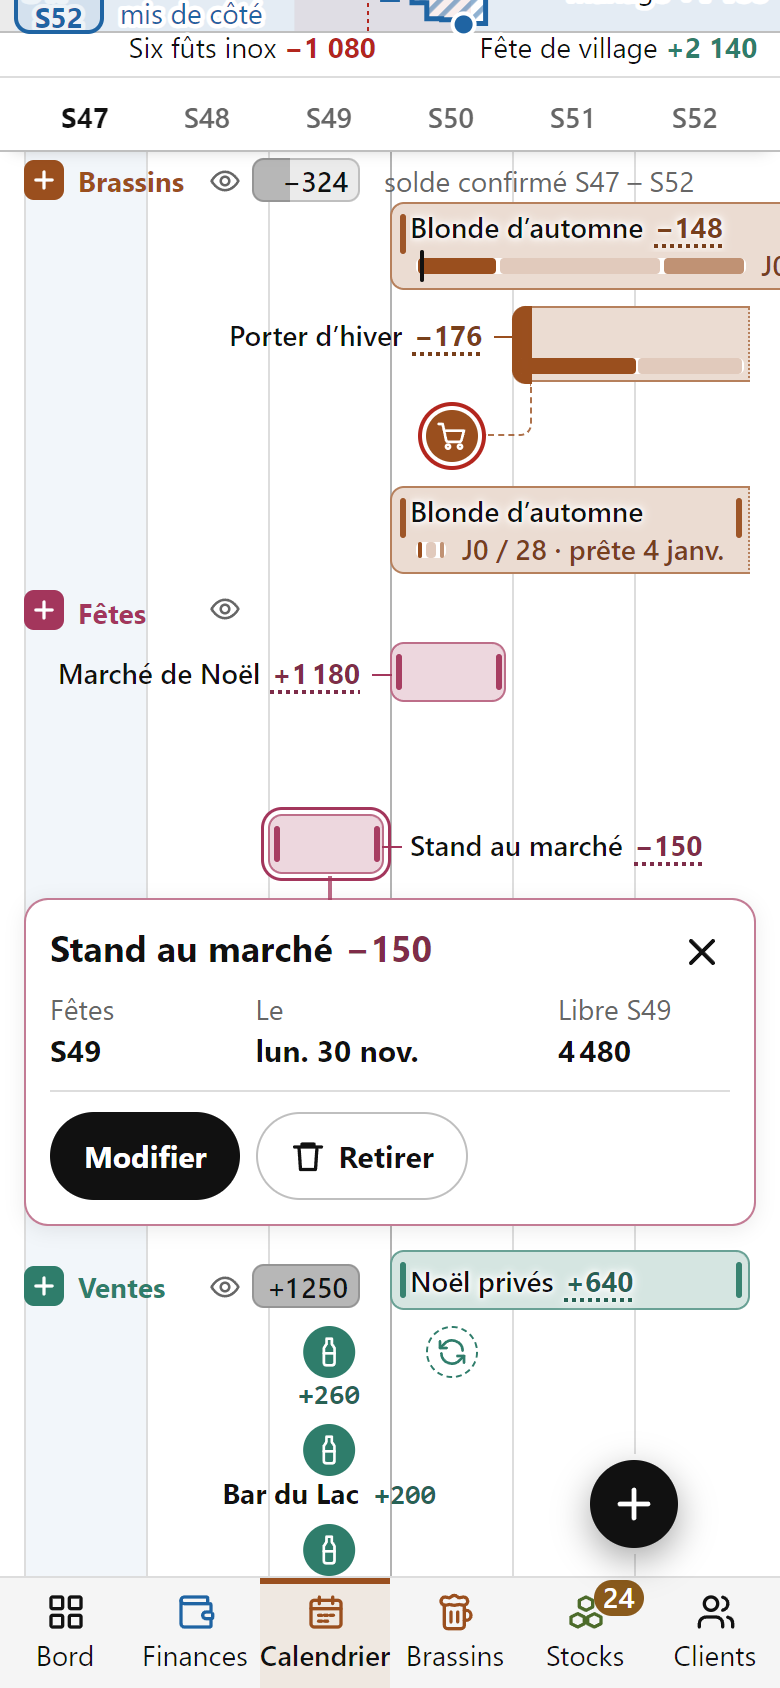 S52
mis de côté
Six fûts inox −1 080
Fête de village +2 140
S47 S48 S49 S50 S51 S52
Brassins −324 solde confirmé S47 – S52
Blonde d’automne −148
J0
Porter d’hiver −176
Blonde d’automne
J0 / 28 · prête 4 janv.
Fêtes
Marché de Noël +1 180
Stand au marché −150
Stand au marché −150
Fêtes Le Libre S49
S49 lun. 30 nov. 4 480
Modifier Retirer
Ventes +1250 Noël privés +640
+260
Bar du Lac +200
24
Bord Finances Calendrier Brassins Stocks Clients